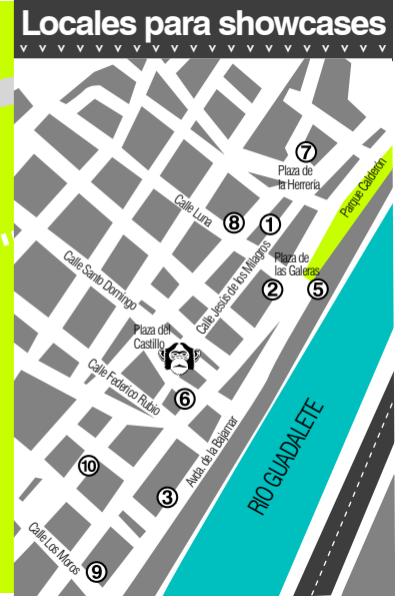 Locales para showcases
7
Plaza de
la Herrería
Parque Calderón
Calle Luna
8
1
Plaza de
las Galeras
Calle Jesús de los Milagros
2
5
Calle Santo Domingo
Plaza del
Castillo
Calle Federico Rubio
6
RIO GUADALETE
Avda. de la Bajamar
10
3
Calle Los Moros
9